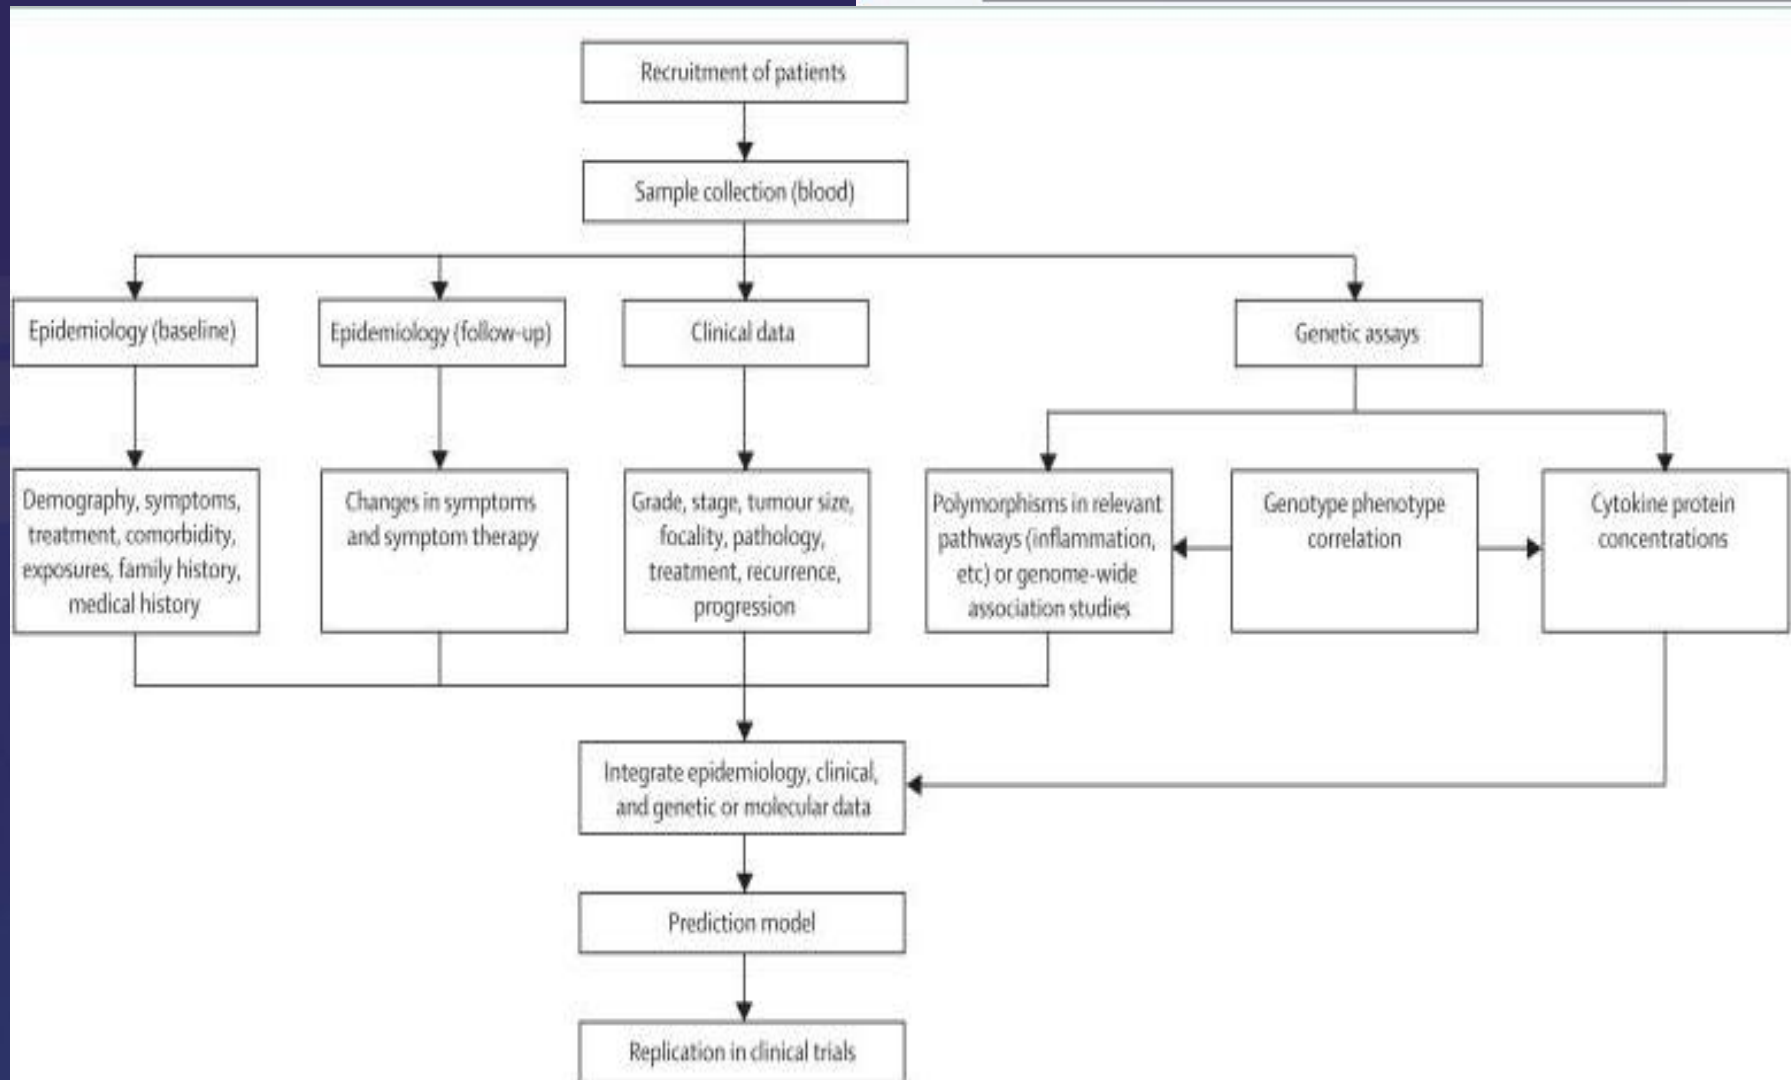 Recruitment of patients
Sample collection (blood)
Epidemiology (baseline)
Epidemiology (follow-up)
Clinical data
Genetic assays
Demography, symptoms,
treatment, comorbidity,
exposures, family history,
medical history
Changes in symptoms
and symptom therapy
Grade, stage, tumour size,
focality, pathology,
treatment, recurrence,
progression
Polymorphisms in relevant
pathways (inflammation,
etc) or genome-wide
association studies
Genotype phenotype
correlation
Cytokine protein
concentrations
Integrate epidemiology, clinical,
and genetic or molecular data
Prediction model
Replication in clinical trials